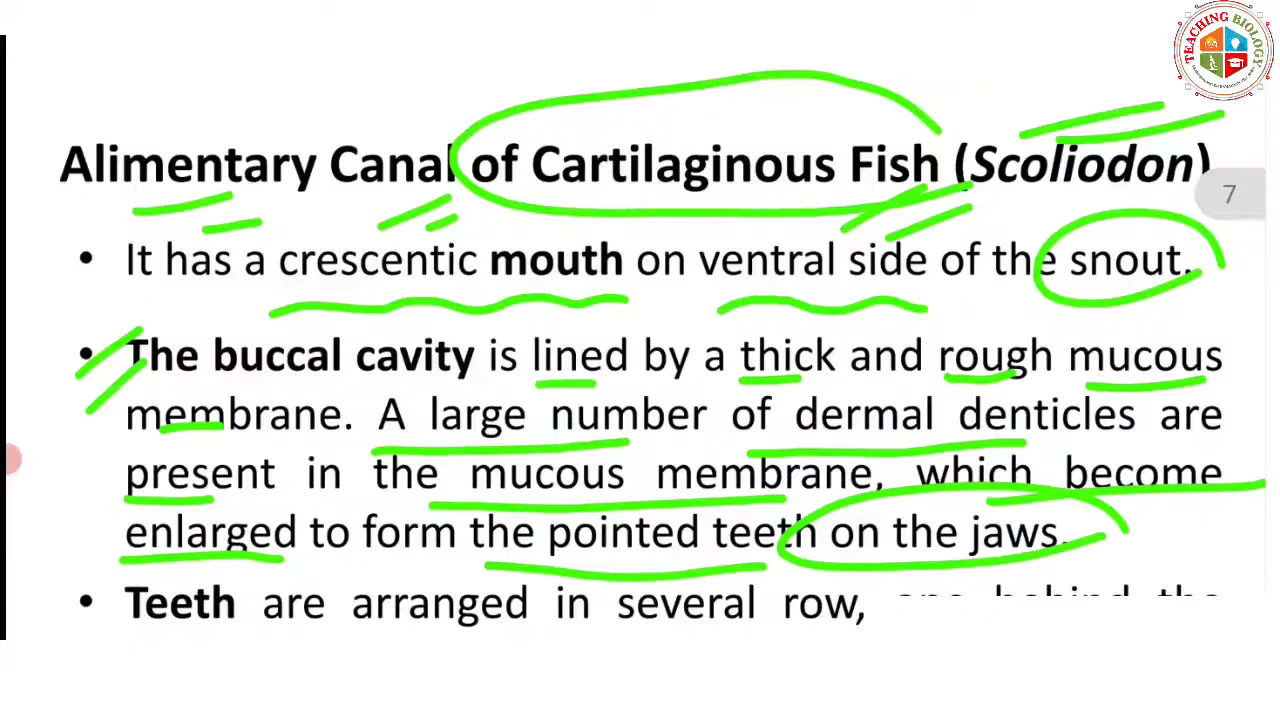 TEACHING BIOLOGY
Alimentary Canal of Cartilaginous Fish (Scoliodon)
7
• It has a crescentic mouth on ventral side of the snout.
• The buccal cavity is lined by a thick and rough mucous
membrane. A large number of dermal denticles are
present in the mucous membrane, which become
enlarged to form the pointed teeth on the jaws.
• Teeth are arranged in several row, one behind the